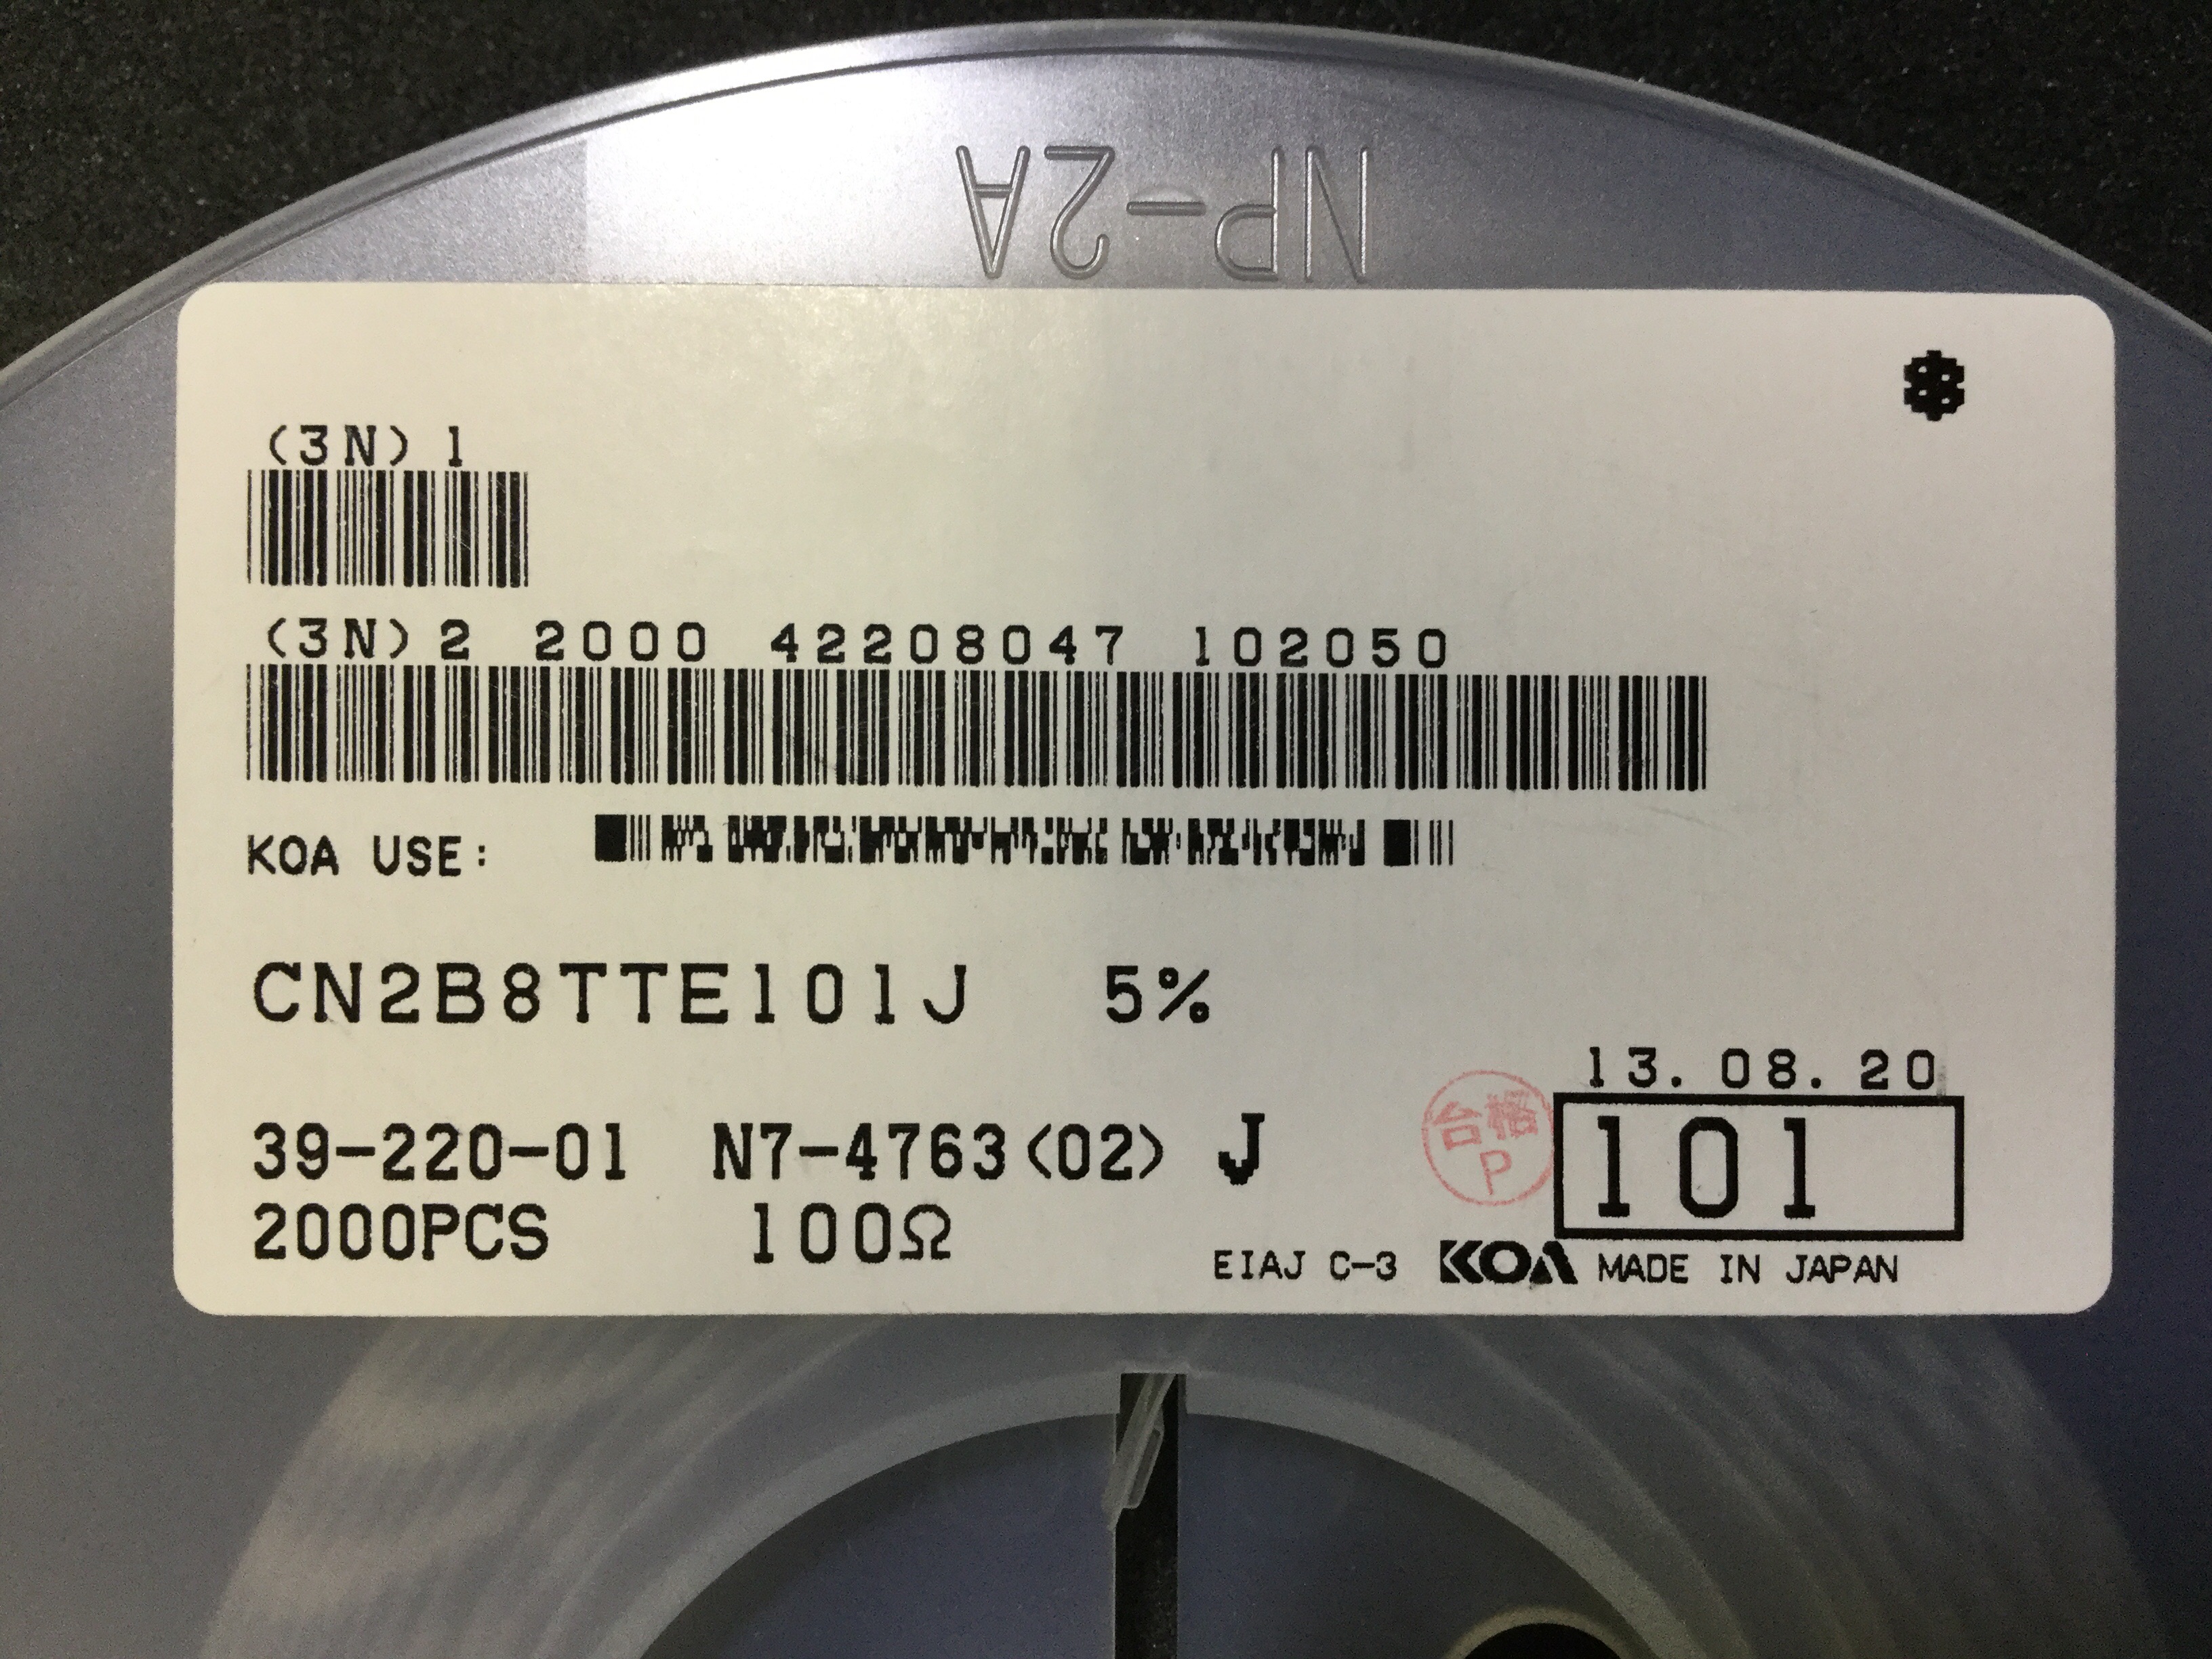 NP-2A
*
(3N) 1
(3N) 2 2000 42208047 102050
KOA USE:
CN2B8TTE101J 5%
13.08.20
39-220-01 N7-4763(02) J
合格
P
101
2000PCS 100Ω
EIAJ C-3 KOA MADE IN JAPAN